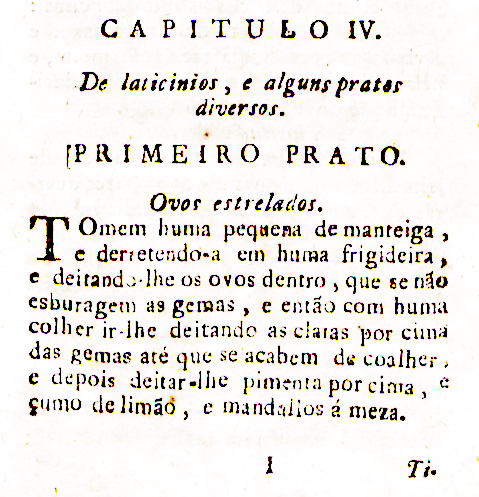 CAPITULO IV.
De laticinios, e alguns pratos
diversos.
PRIMEIRO PRATO.
Ovos estrelados.
TOmem huma pequena de manteiga,
e derretendo-a em huma frigideira,
e deitando-lhe os ovos dentro, que se não
esburagem as gemas, e então com huma
colher ir-lhe deitando as claras por cima
das gemas até que se acabem de coalher,
e depois deitar-lhe pimenta por cima, e
çumo de limão, e mandallos á meza.
I Ti-